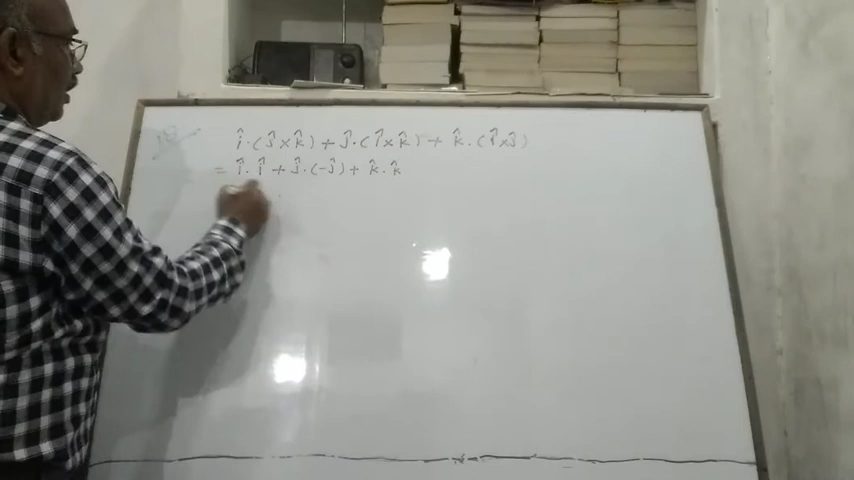 î · (ĵ × k̂) + ĵ · (î × k̂) + k̂ · (î × ĵ)
= î · î + ĵ · (-ĵ) + k̂ · k̂